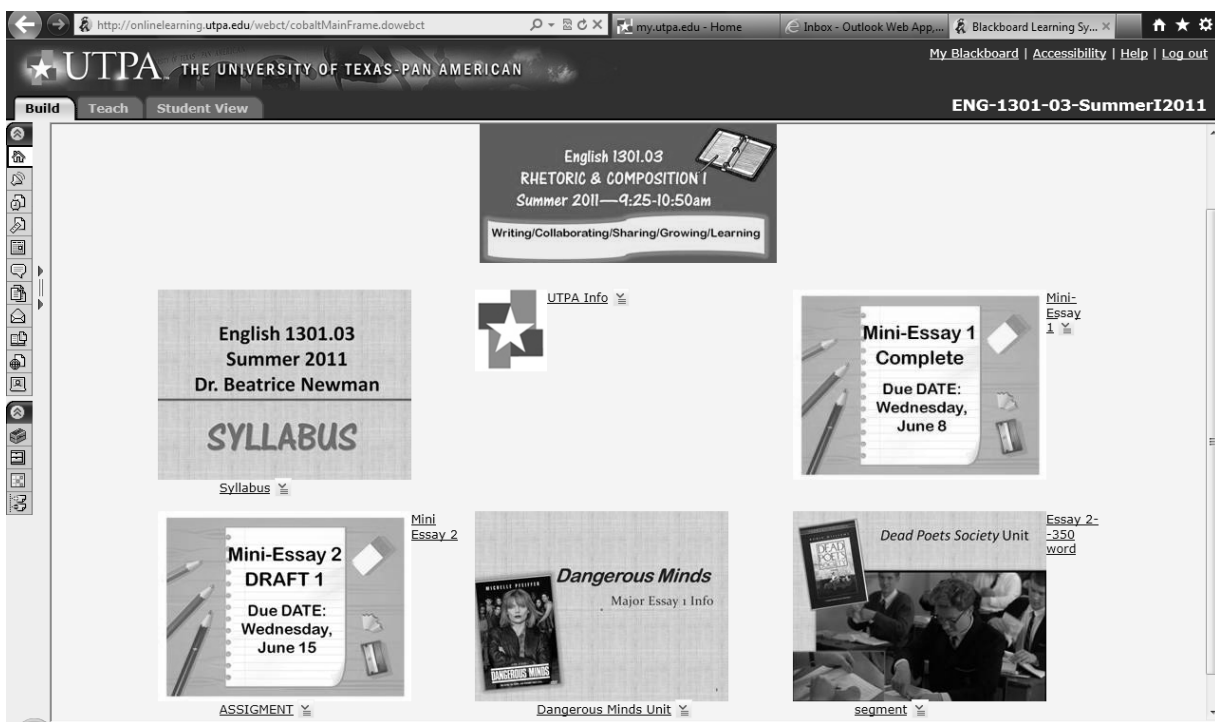 http://onlinelearning.utpa.edu/webct/cobaltMainFrame.dowebct
my.utpa.edu - Home
Inbox - Outlook Web App,...
Blackboard Learning Sy...
UTPA THE UNIVERSITY OF TEXAS-PAN AMERICAN
My Blackboard | Accessibility | Help | Log out
Build
Teach
Student View
ENG-1301-03-SummerI2011
English 1301.03
RHETORIC & COMPOSITION I
Summer 2011—9:25-10:50am
Writing/Collaborating/Sharing/Growing/Learning
English 1301.03
Summer 2011
Dr. Beatrice Newman
SYLLABUS
Syllabus
UTPA Info
Mini-Essay 1
Complete
Due DATE:
Wednesday,
June 8
Mini-
Essay
1
Mini-Essay 2
DRAFT 1
Due DATE:
Wednesday,
June 15
Mini
Essay 2
ASSIGMENT
MICHELLE PFEIFFER
DANGEROUS MINDS
Dangerous Minds
Major Essay 1 Info
Dangerous Minds Unit
DEAD
POETS
SOCIETY
Dead Poets Society Unit
Essay 2-
-350
word
segment